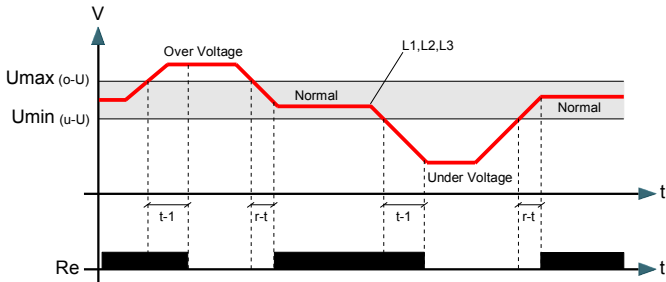 V
Over Voltage
L1,L2,L3
Umax (o-U)
Normal
Normal
Umin (u-U)
Under Voltage
t
t-1
r-t
t-1
r-t
Re
t